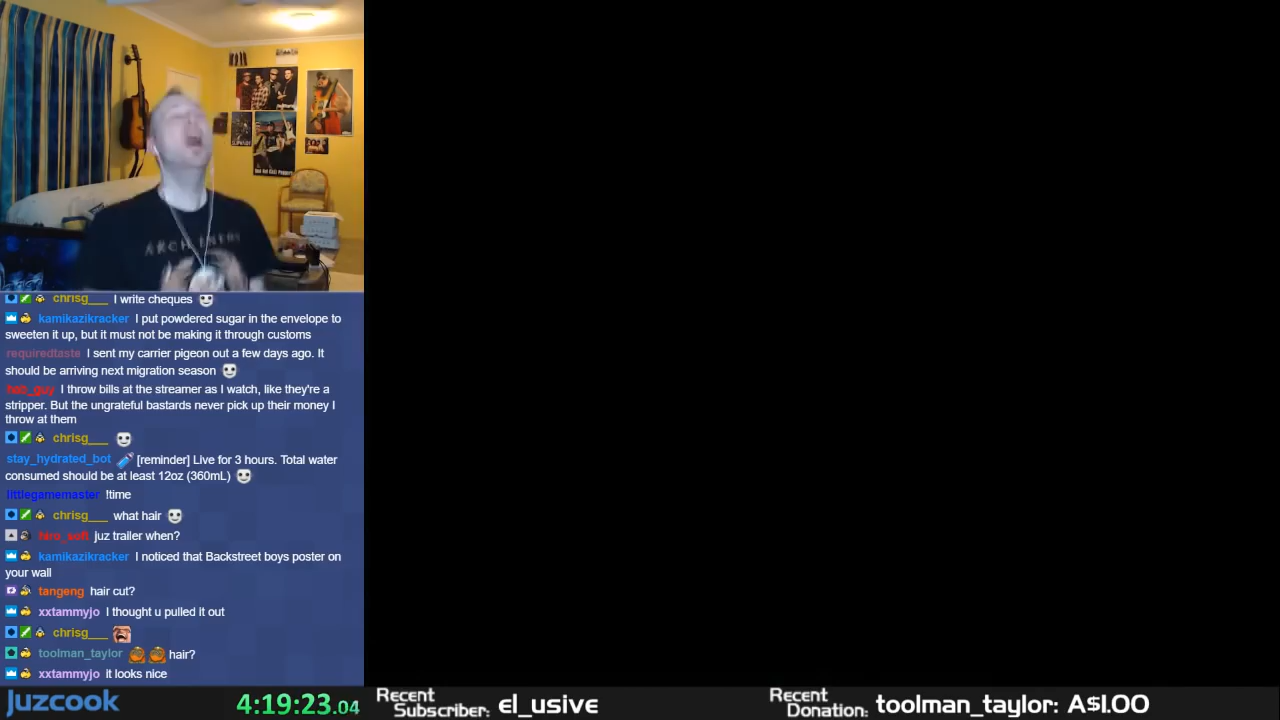 ARCH ENEMY
chrisg___ I write cheques
kamikazikracker I put powdered sugar in the envelope to
sweeten it up, but it must not be making it through customs
requiredtaste I sent my carrier pigeon out a few days ago. It
should be arriving next migration season
hob_guy I throw bills at the streamer as I watch, like they're a
stripper. But the ungrateful bastards never pick up their money I
throw at them
chrisg___
stay_hydrated_bot [reminder] Live for 3 hours. Total water
consumed should be at least 12oz (360mL)
littlegamemaster !time
chrisg___ what hair
hiru_soft juz trailer when?
kamikazikracker I noticed that Backstreet boys poster on
your wall
tangeng hair cut?
xxtammyjo I thought u pulled it out
chrisg___
toolman_taylor hair?
xxtammyjo it looks nice
Juzcook 4:19:23.04
Recent
Subscriber: el_usive
Recent
Donation: toolman_taylor: A$1.00